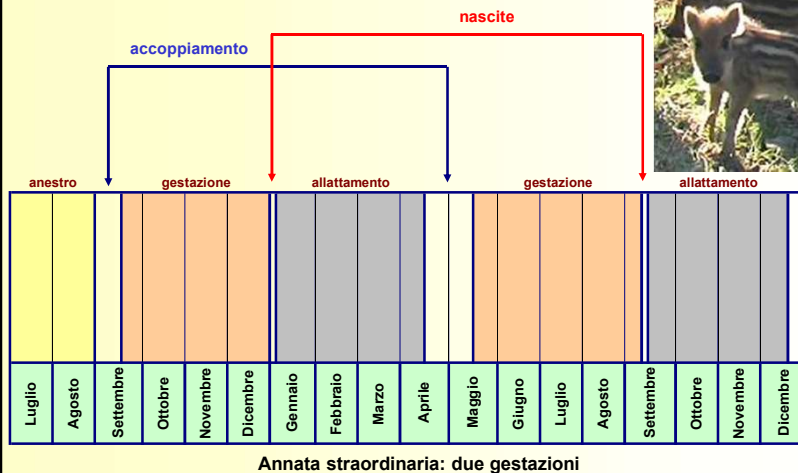 nascite
accoppiamento
anestro gestazione allattamento gestazione allattamento
Luglio Agosto Settembre Ottobre Novembre Dicembre Gennaio Febbraio Marzo Aprile Maggio Giugno Luglio Agosto Settembre Ottobre Novembre Dicembre
Annata straordinaria: due gestazioni